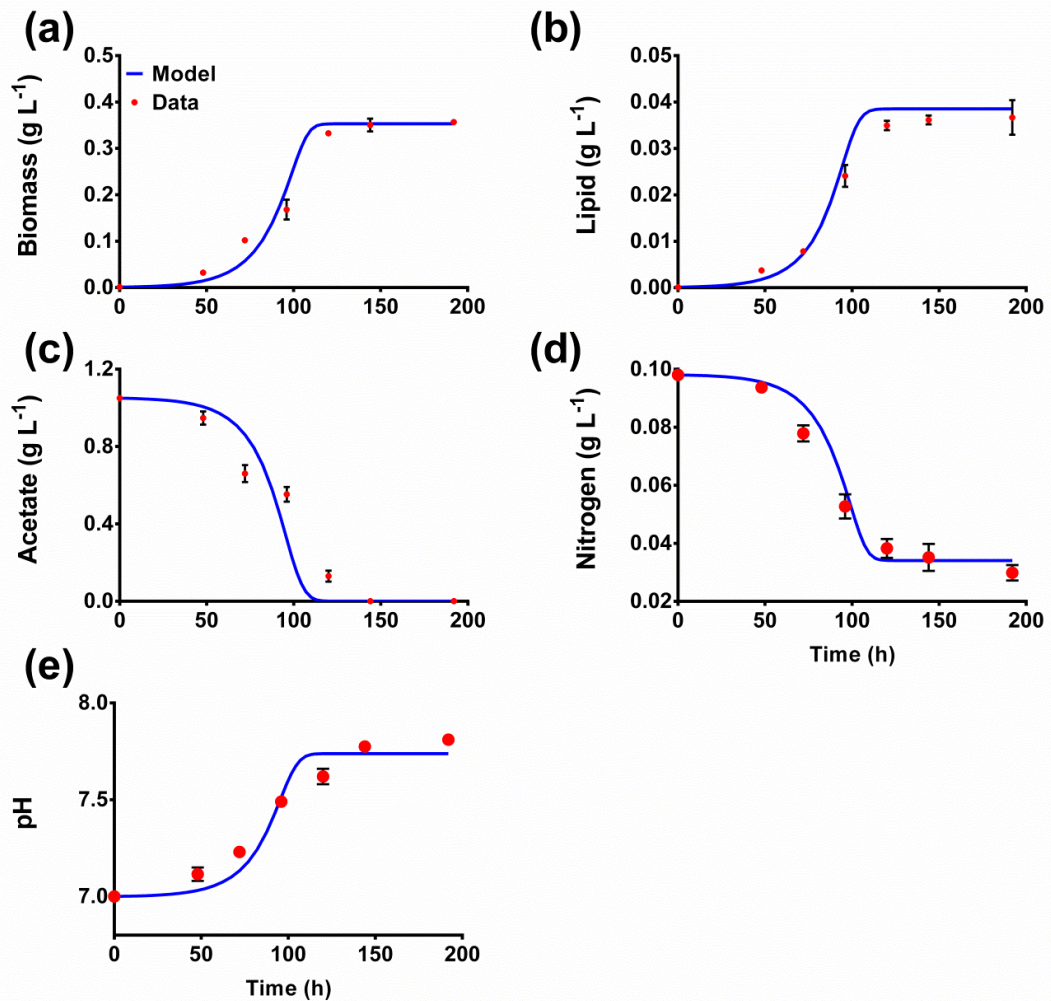 (a)
Biomass (g L⁻¹)
0.5
0.4
0.3
0.2
0.1
0.0
Model
Data
0 50 100 150 200
(b)
Lipid (g L⁻¹)
0.05
0.04
0.03
0.02
0.01
0.00
0 50 100 150 200
(c)
Acetate (g L⁻¹)
1.2
0.8
0.4
0.0
0 50 100 150 200
(d)
Nitrogen (g L⁻¹)
0.10
0.08
0.06
0.04
0.02
0 50 100 150 200
Time (h)
(e)
pH
8.0
7.5
7.0
0 50 100 150 200
Time (h)